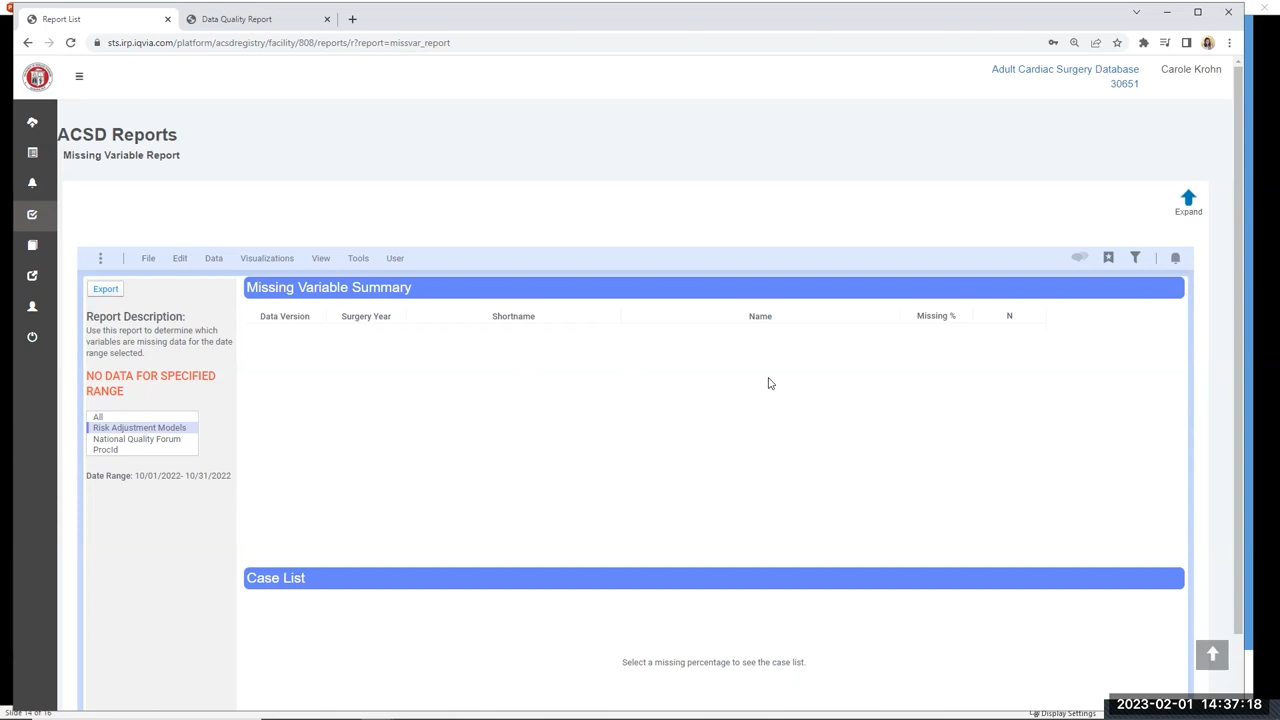 Report List
Data Quality Report
sts.irp.iqvia.com/platform/acsdregistry/facility/808/reports/r?report=missvar_report
Adult Cardiac Surgery Database
30651
Carole Krohn
ACSD Reports
Missing Variable Report
Expand
File Edit Data Visualizations View Tools User
Export
Report Description:
Use this report to determine which
variables are missing data for the date
range selected.
NO DATA FOR SPECIFIED
RANGE
All
Risk Adjustment Models
National Quality Forum
ProcId
Date Range: 10/01/2022- 10/31/2022
Missing Variable Summary
Data Version Surgery Year Shortname Name Missing % N
Case List
Select a missing percentage to see the case list.
Slide 14 of 16
Display Settings
2023-02-01 14:37:18